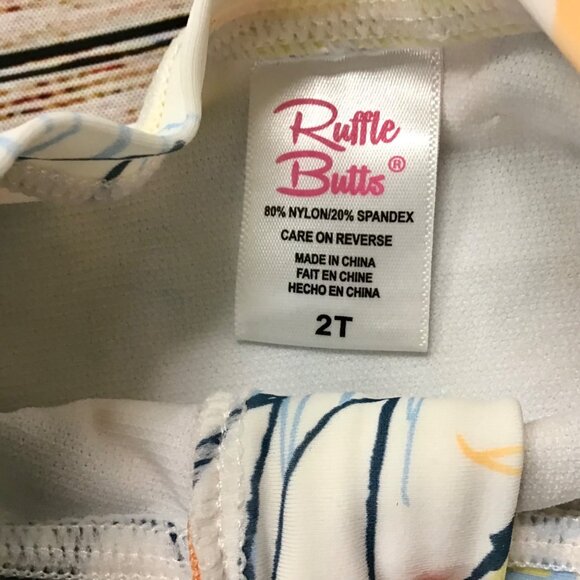 Ruffle
Butts®
80% NYLON/20% SPANDEX
CARE ON REVERSE
MADE IN CHINA
FAIT EN CHINE
HECHO EN CHINA
2T